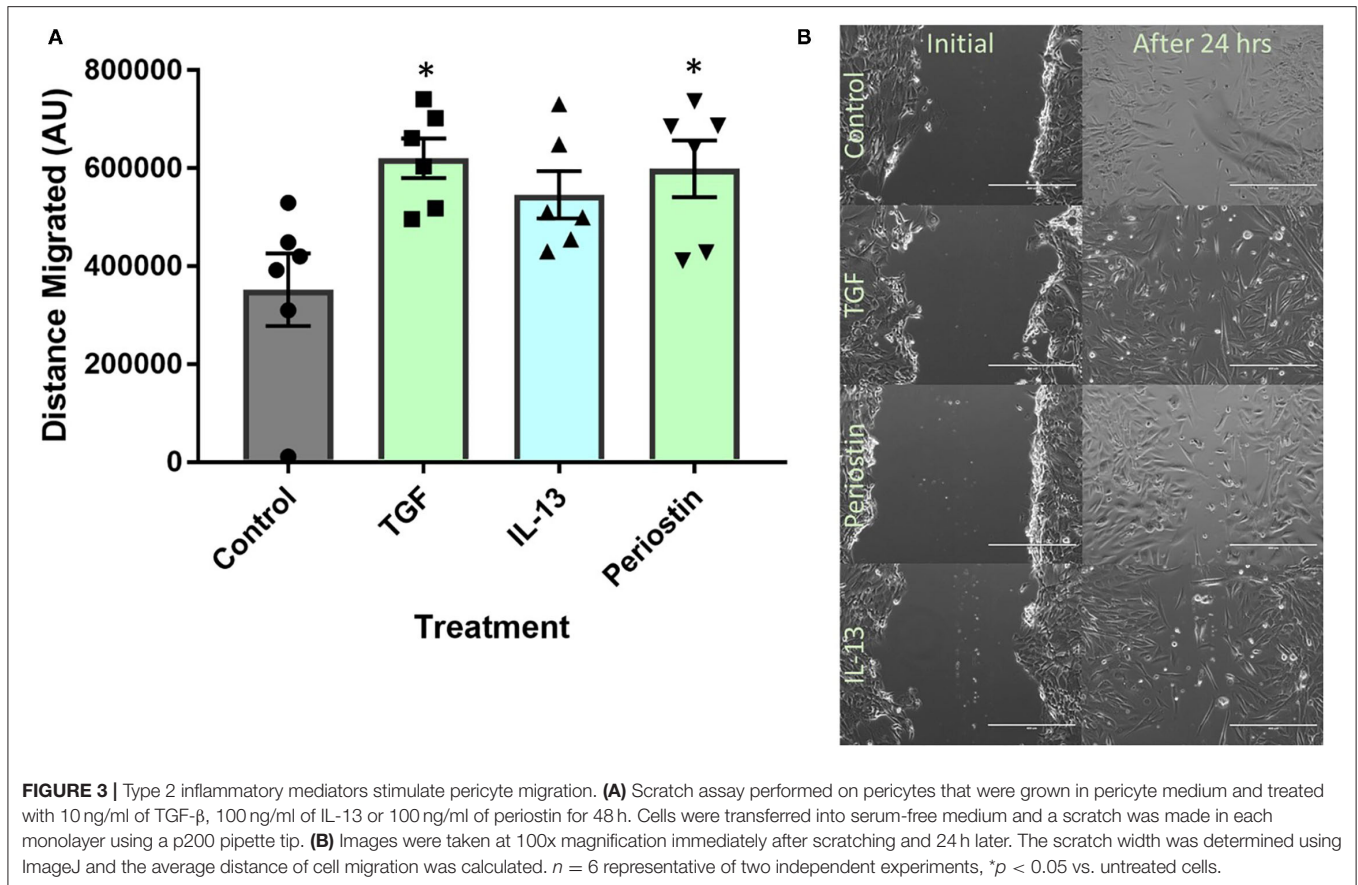 A
B
*
*
800000
600000
400000
200000
0
Distance Migrated (AU)
Control
TGF
IL-13
Periostin
Treatment
Initial
After 24 hrs
Control
TGF
Periostin
IL-13
FIGURE 3 | Type 2 inflammatory mediators stimulate pericyte migration. (A) Scratch assay performed on pericytes that were grown in pericyte medium and treated
with 10 ng/ml of TGF-β, 100 ng/ml of IL-13 or 100 ng/ml of periostin for 48 h. Cells were transferred into serum-free medium and a scratch was made in each
monolayer using a p200 pipette tip. (B) Images were taken at 100x magnification immediately after scratching and 24 h later. The scratch width was determined using
ImageJ and the average distance of cell migration was calculated. n = 6 representative of two independent experiments, *p < 0.05 vs. untreated cells.